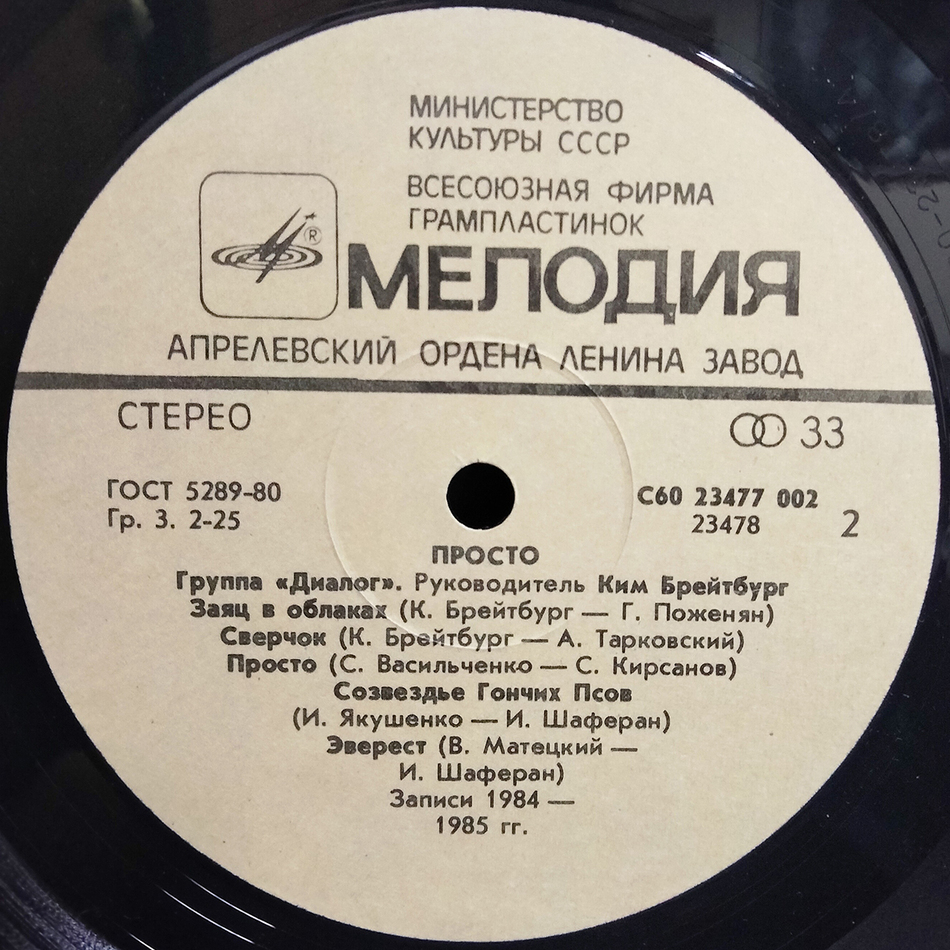 МИНИСТЕРСТВО
КУЛЬТУРЫ СССР
ВСЕСОЮЗНАЯ ФИРМА
ГРАМПЛАСТИНОК
®
МЕЛОДИЯ
АПРЕЛЕВСКИЙ ОРДЕНА ЛЕНИНА ЗАВОД
СТЕРЕО
33
ГОСТ 5289-80
Гр. 3. 2-25
С60 23477 002
23478
2
ПРОСТО
Группа «Диалог». Руководитель Ким Брейтбург
Заяц в облаках (К. Брейтбург — Г. Поженян)
Сверчок (К. Брейтбург — А. Тарковский)
Просто (С. Васильченко — С. Кирсанов)
Созвездье Гончих Псов
(И. Якушенко — И. Шаферан)
Эверест (В. Матецкий —
И. Шаферан)
Записи 1984 —
1985 гг.